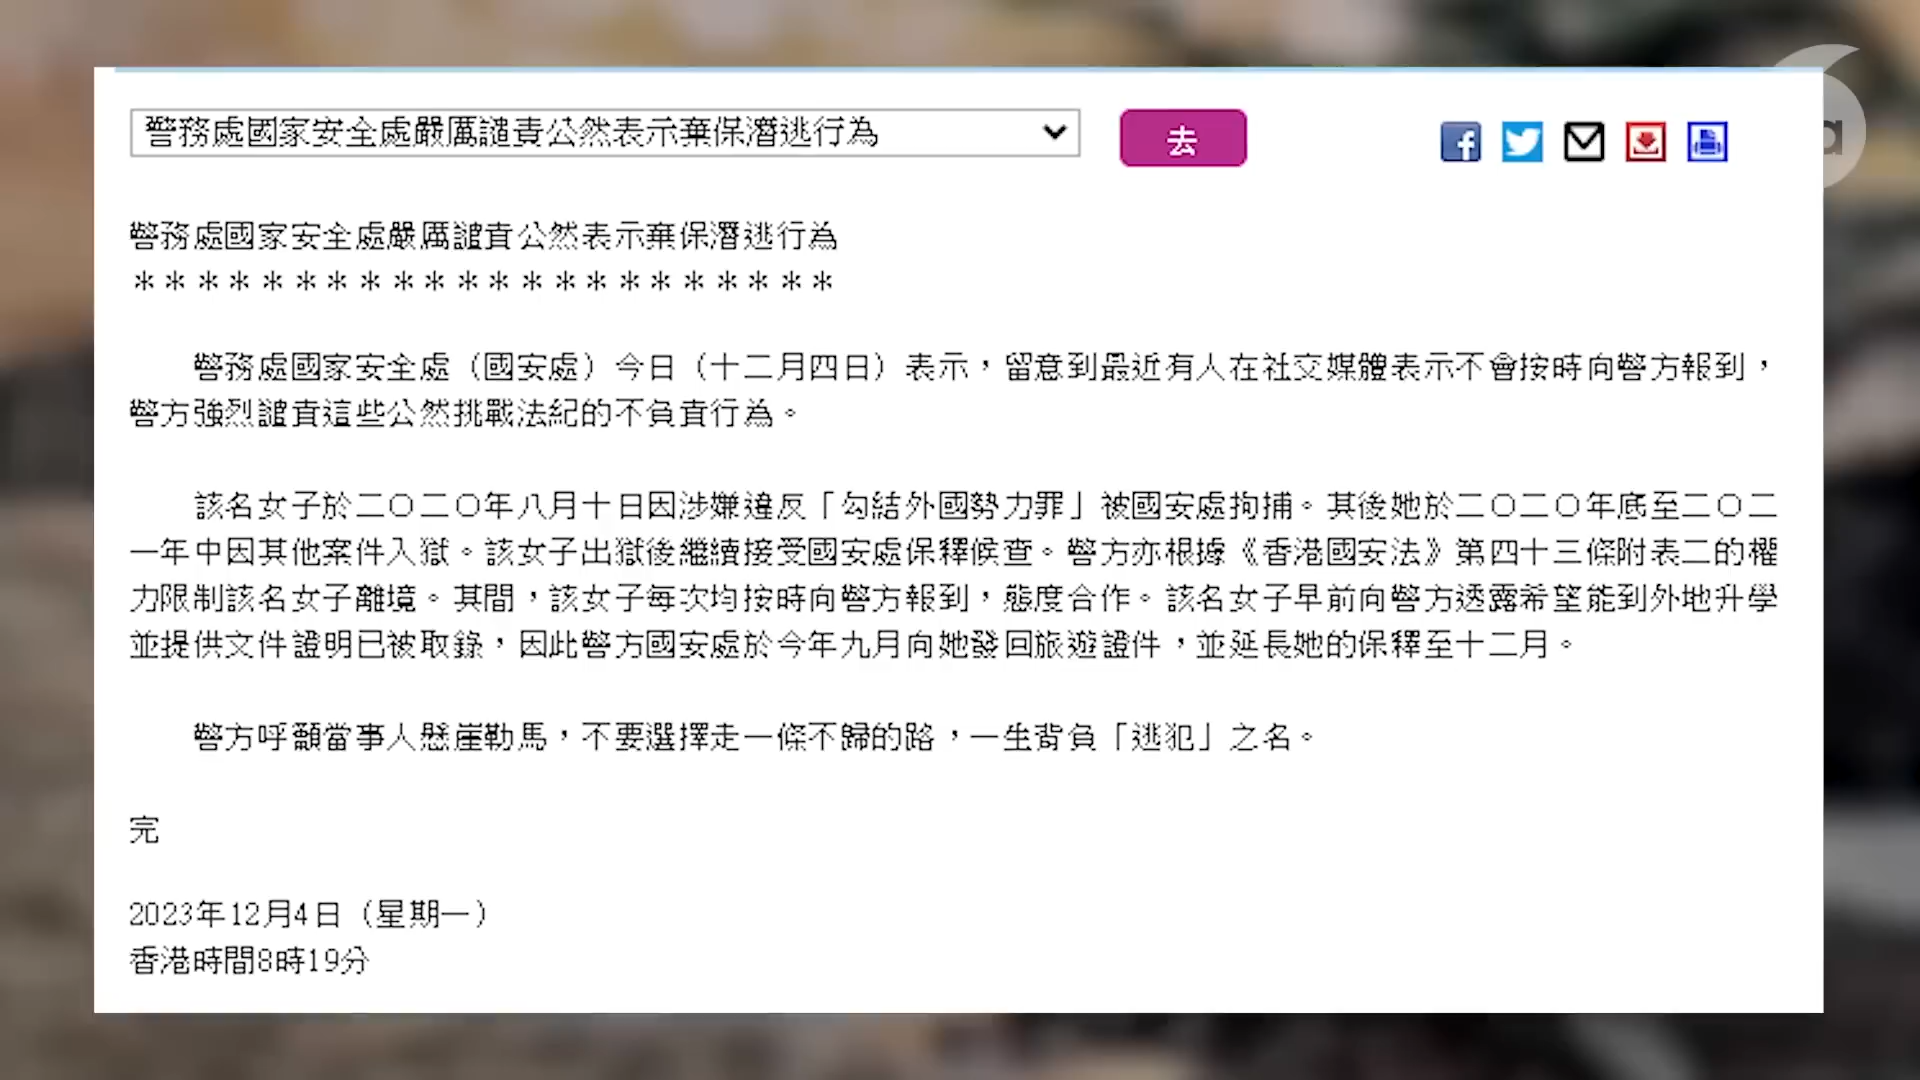 警務處國家安全處嚴厲譴責公然表示棄保潛逃行為
去
a
警務處國家安全處嚴厲譴責公然表示棄保潛逃行為
＊＊＊＊＊＊＊＊＊＊＊＊＊＊＊＊＊＊＊＊＊＊
警務處國家安全處（國安處）今日（十二月四日）表示，留意到最近有人在社交媒體表示不會按時向警方報到，
警方強烈譴責這些公然挑戰法紀的不負責行為。
該名女子於二○二○年八月十日因涉嫌違反「勾結外國勢力罪」被國安處拘捕。其後她於二○二○年底至二○二
一年中因其他案件入獄。該女子出獄後繼續接受國安處保釋候查。警方亦根據《香港國安法》第四十三條附表二的權
力限制該名女子離境。其間，該女子每次均按時向警方報到，態度合作。該名女子早前向警方透露希望能到外地升學
並提供文件證明已被取錄，因此警方國安處於今年九月向她發回旅遊證件，並延長她的保釋至十二月。
警方呼籲當事人懸崖勒馬，不要選擇走一條不歸的路，一生背負「逃犯」之名。
完
2023年12月4日（星期一）
香港時間8時19分